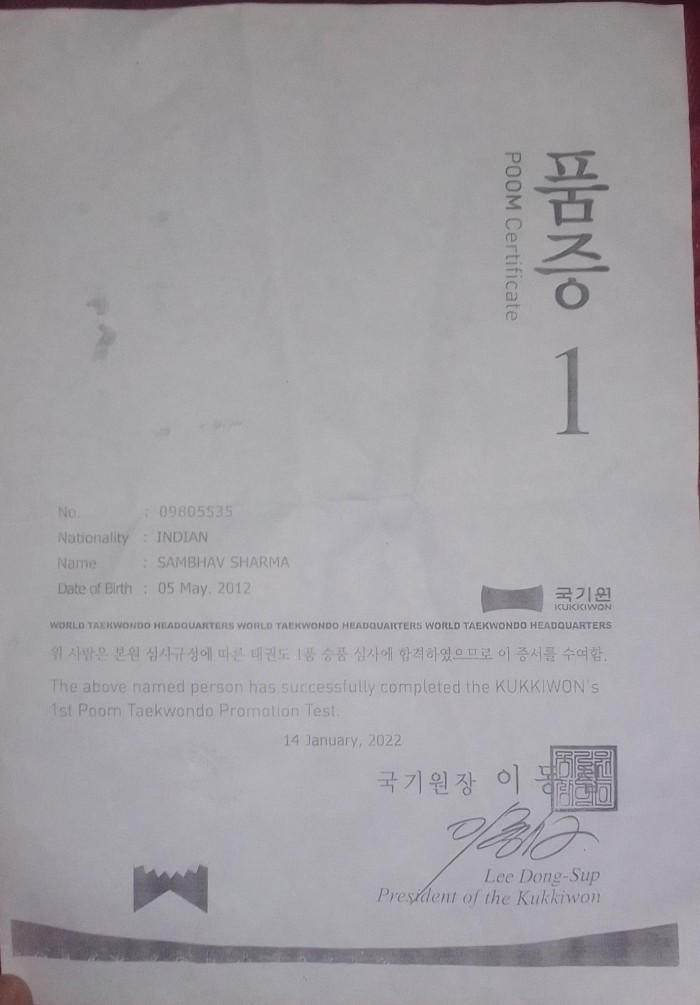 품증 1
POOM Certificate
No. : 09805535
Nationality : INDIAN
Name : SAMBHAV SHARMA
Date of Birth : 05 May. 2012
국기원
KUKKIWON
WORLD TAEKWONDO HEADQUARTERS WORLD TAEKWONDO HEADQUARTERS WORLD TAEKWONDO HEADQUARTERS
위 사람은 본원 심사규정에 따른 태권도 1품 승품 심사에 합격하였으므로 이 증서를 수여함.
The above named person has successfully completed the KUKKIWON's
1st Poom Taekwondo Promotion Test.
14 January, 2022
국기원장 이 동
Lee Dong-Sup
President of the Kukkiwon